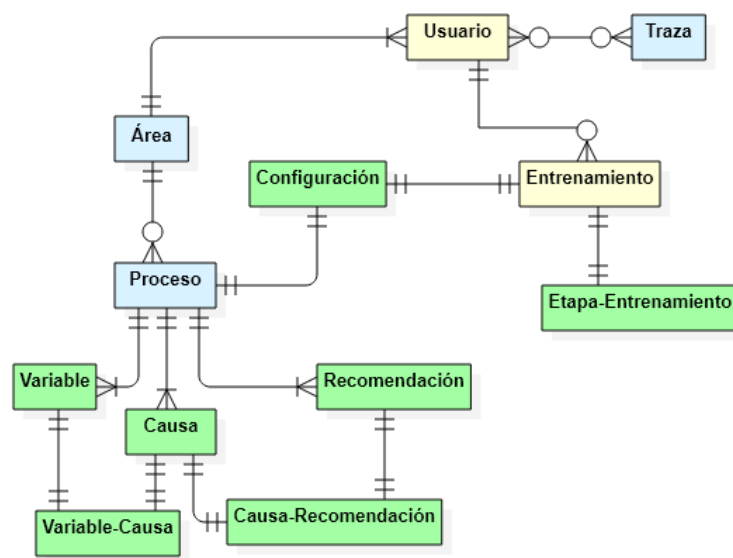 Usuario
Traza
Área
Configuración
Entrenamiento
Proceso
Etapa-Entrenamiento
Variable
Recomendación
Causa
Variable-Causa
Causa-Recomendación